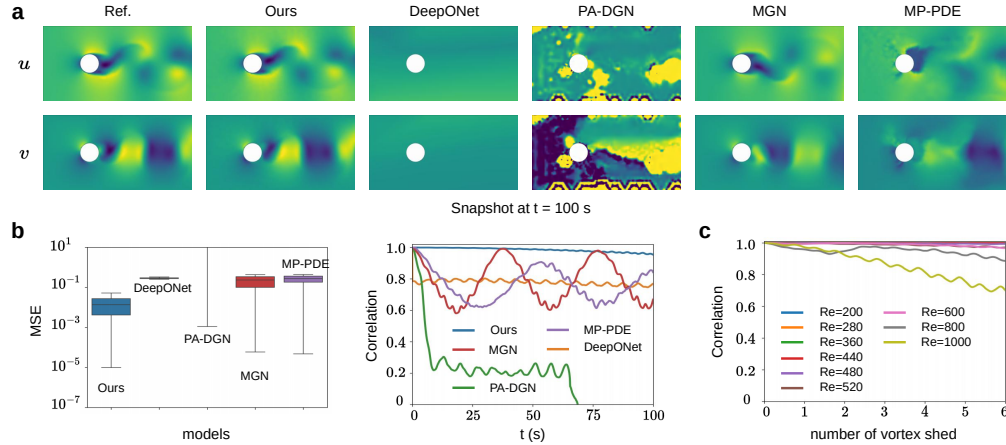 a
Ref. Ours DeepONet PA-DGN MGN MP-PDE
u
v
Snapshot at t = 100 s
b
MSE
10^1
10^-1
10^-3
10^-5
10^-7
Ours
DeepONet
PA-DGN
MGN
MP-PDE
models
Correlation
1.0
0.8
0.6
0.4
0.2
0
Ours
MGN
PA-DGN
MP-PDE
DeepONet
0 25 50 75 100
t (s)
c
Correlation
1.0
0.8
0.6
0.4
0.2
0.0
Re=200
Re=280
Re=360
Re=440
Re=480
Re=520
Re=600
Re=800
Re=1000
0 1 2 3 4 5 6
number of vortex shed